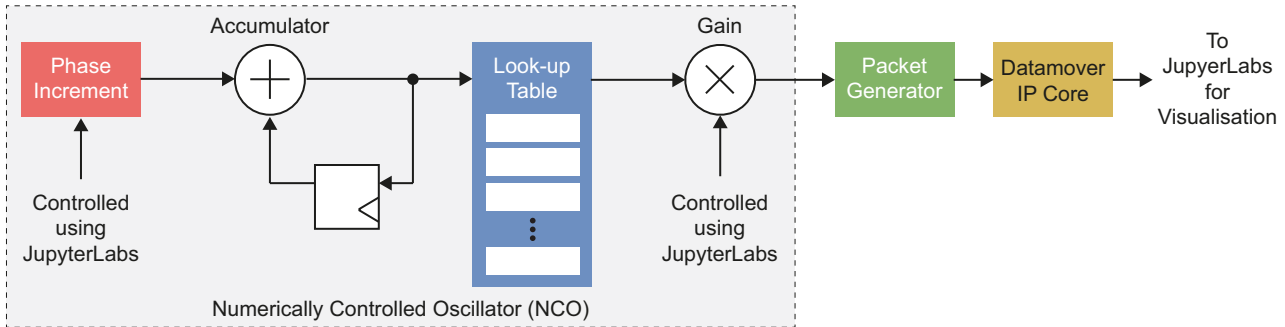 Accumulator
Gain
Phase
Increment
Look-up
Table
Packet
Generator
Datamover
IP Core
To
JupyerLabs
for
Visualisation
Controlled
using
JupyterLabs
Controlled
using
JupyterLabs
Numerically Controlled Oscillator (NCO)